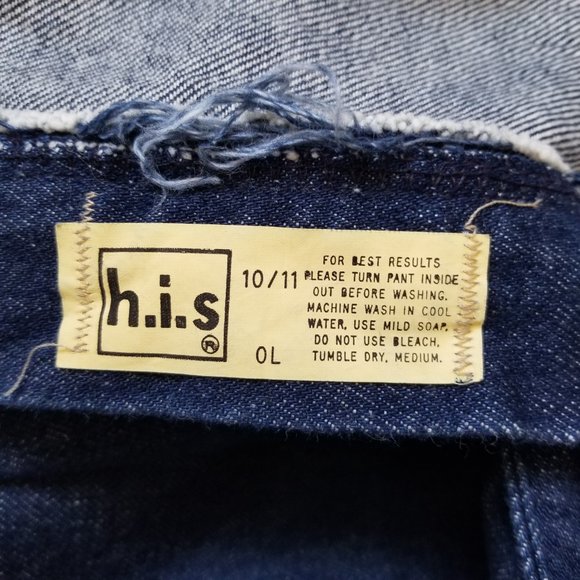 h.i.s
®
10/11
OL
FOR BEST RESULTS
PLEASE TURN PANT INSIDE
OUT BEFORE WASHING.
MACHINE WASH IN COOL
WATER, USE MILD SOAP.
DO NOT USE BLEACH,
TUMBLE DRY, MEDIUM.